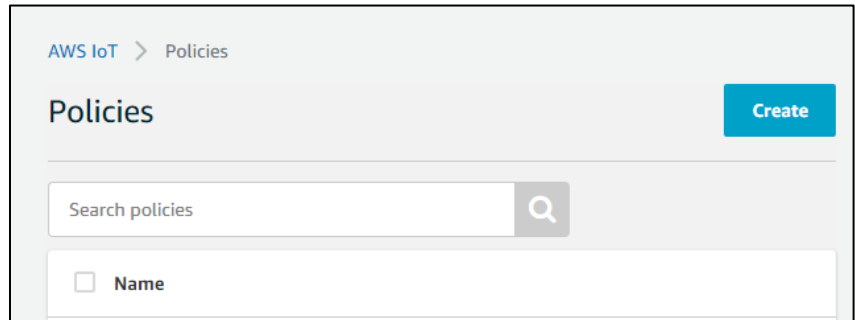 AWS IoT > Policies
Policies
Create
Search policies
Name